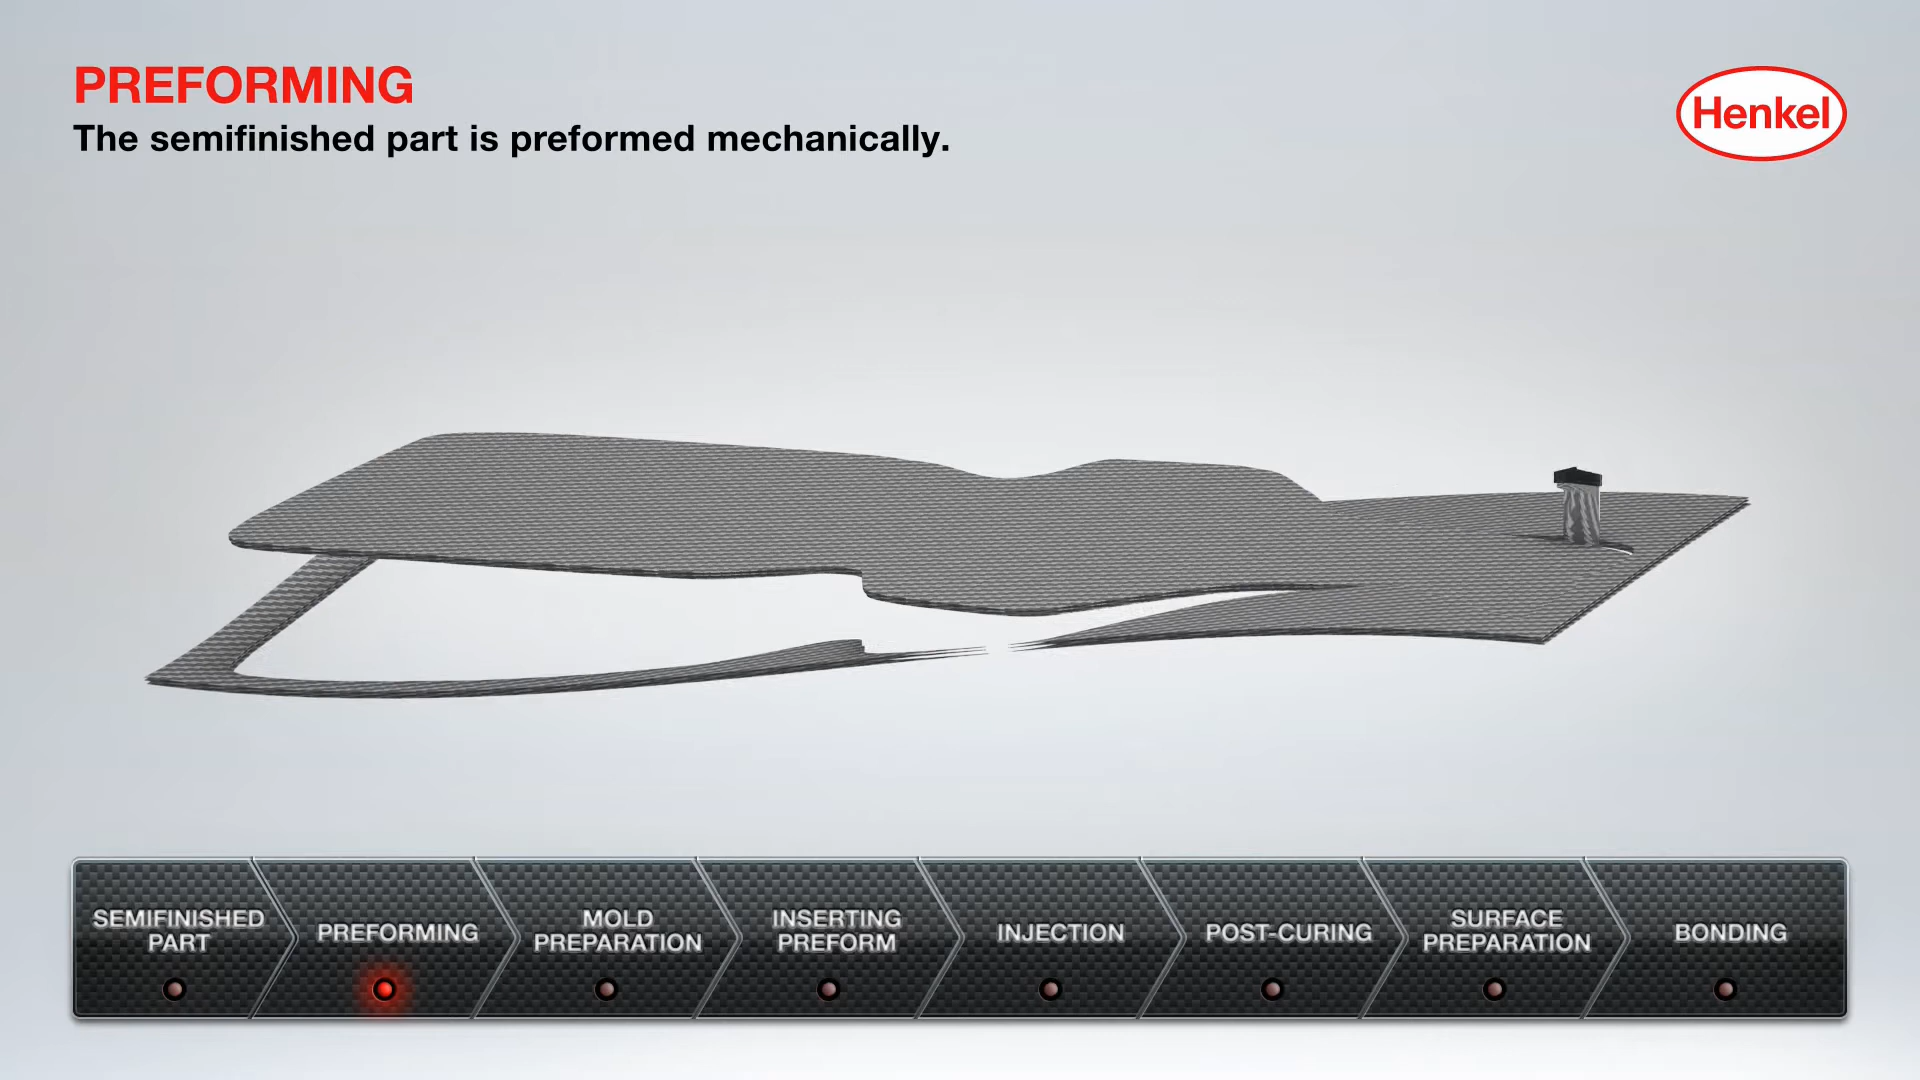 PREFORMING
The semifinished part is preformed mechanically.
Henkel
SEMIFINISHED
PART
PREFORMING
MOLD
PREPARATION
INSERTING
PREFORM
INJECTION
POST-CURING
SURFACE
PREPARATION
BONDING